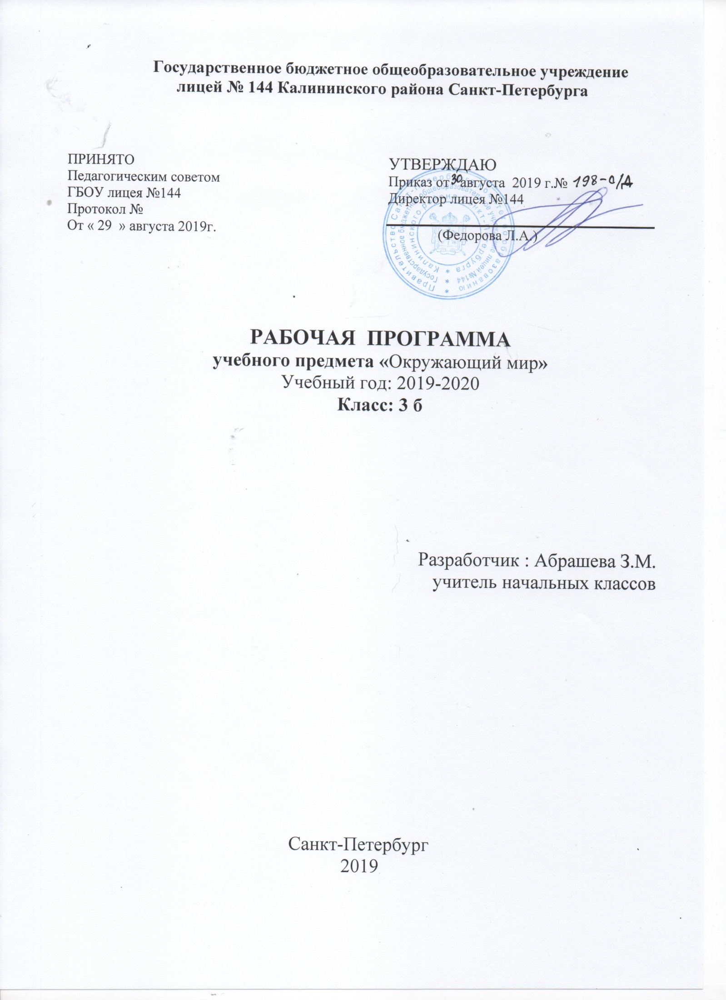 Государственное бюджетное общеобразовательное учреждение
лицей № 144 Калининского района Санкт-Петербурга
ПРИНЯТО
Педагогическим советом
ГБОУ лицея №144
Протокол №
От « 29  » августа 2019г.
УТВЕРЖДАЮ
Приказ от 30 августа  2019 г.№ 198-о/д
Директор лицея №144
(Федорова Л.А.)
Правительство Санкт-Петербурга Комитет по образованию *
Государственное бюджетное общеобразовательное учреждение лицей №144 *
Калининского района Санкт-Петербурга *
РАБОЧАЯ  ПРОГРАММА
учебного предмета «Окружающий мир»
Учебный год: 2019-2020
Класс: 3 б
Разработчик : Абрашева З.М.
учитель начальных классов
Санкт-Петербург
2019